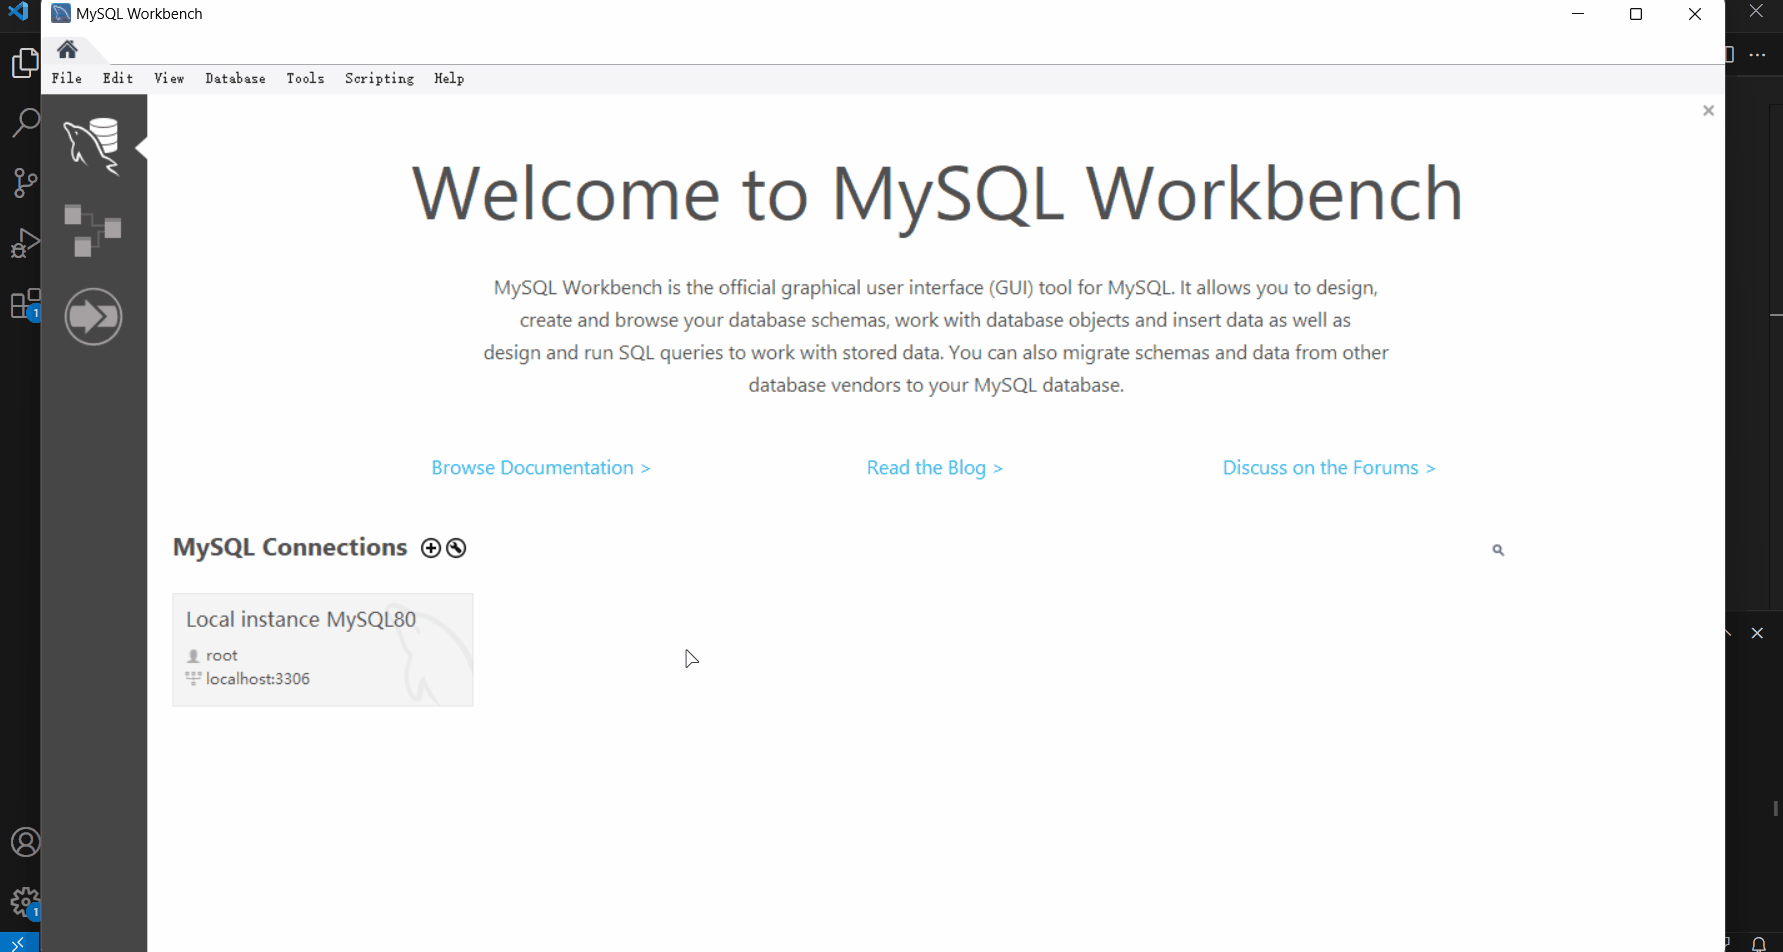 MySQL Workbench
File Edit View Database Tools Scripting Help
Welcome to MySQL Workbench
MySQL Workbench is the official graphical user interface (GUI) tool for MySQL. It allows you to design,
create and browse your database schemas, work with database objects and insert data as well as
design and run SQL queries to work with stored data. You can also migrate schemas and data from other
database vendors to your MySQL database.
Browse Documentation >
Read the Blog >
Discuss on the Forums >
MySQL Connections
Local instance MySQL80
root
localhost:3306
1
1